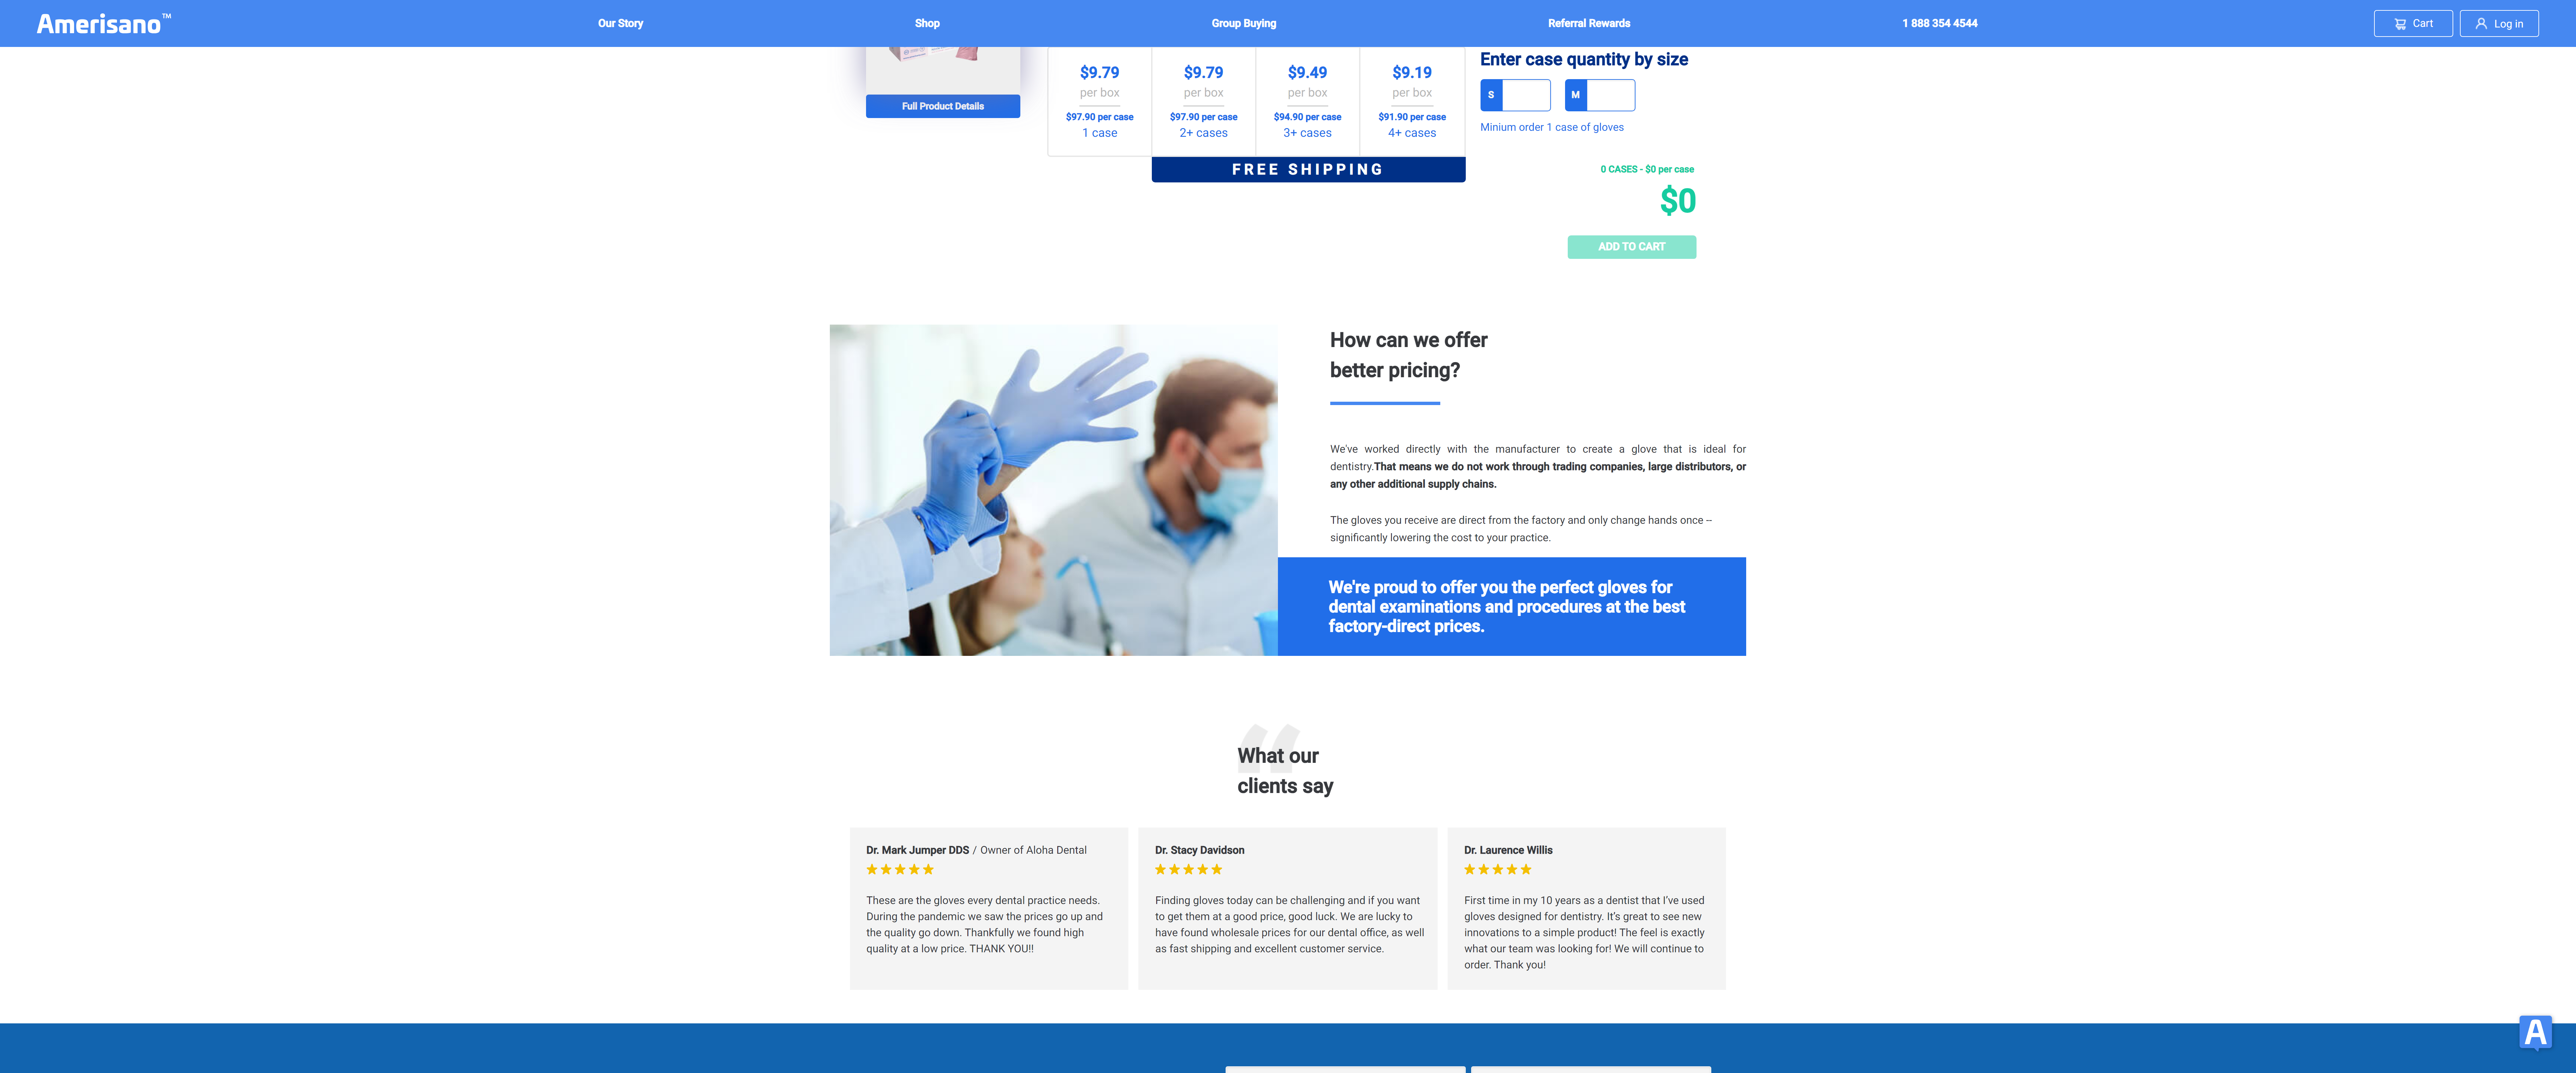 Amerisano™
Our Story
Shop
Group Buying
Referral Rewards
1 888 354 4544
Cart
Log in
Full Product Details
$9.79
per box
$97.90 per case
1 case
$9.79
per box
$97.90 per case
2+ cases
$9.49
per box
$94.90 per case
3+ cases
$9.19
per box
$91.90 per case
4+ cases
FREE SHIPPING
Enter case quantity by size
S
M
Minium order 1 case of gloves
0 CASES - $0 per case
$0
ADD TO CART
How can we offer
better pricing?
We've worked directly with the manufacturer to create a glove that is ideal for
dentistry.That means we do not work through trading companies, large distributors, or
any other additional supply chains.
The gloves you receive are direct from the factory and only change hands once --
significantly lowering the cost to your practice.
We're proud to offer you the perfect gloves for
dental examinations and procedures at the best
factory-direct prices.
“
What our
clients say
Dr. Mark Jumper DDS / Owner of Aloha Dental
These are the gloves every dental practice needs.
During the pandemic we saw the prices go up and
the quality go down. Thankfully we found high
quality at a low price. THANK YOU!!
Dr. Stacy Davidson
Finding gloves today can be challenging and if you want
to get them at a good price, good luck. We are lucky to
have found wholesale prices for our dental office, as well
as fast shipping and excellent customer service.
Dr. Laurence Willis
First time in my 10 years as a dentist that I've used
gloves designed for dentistry. It's great to see new
innovations to a simple product! The feel is exactly
what our team was looking for! We will continue to
order. Thank you!
A